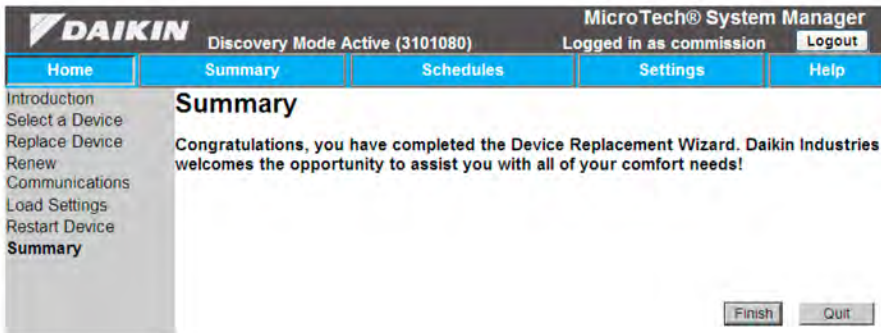 DAIKIN
MicroTech® System Manager
Discovery Mode Active (3101080)
Logged in as commission
Logout
Home
Summary
Schedules
Settings
Help
Introduction
Select a Device
Replace Device
Renew
Communications
Load Settings
Restart Device
Summary
Summary
Congratulations, you have completed the Device Replacement Wizard. Daikin Industries
welcomes the opportunity to assist you with all of your comfort needs!
Finish
Quit